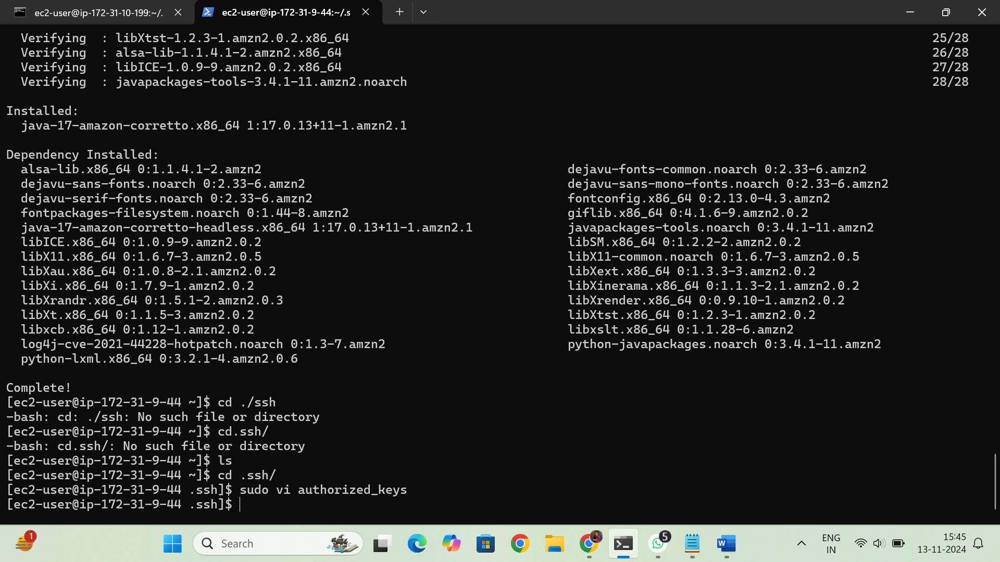 ec2-user@ip-172-31-10-199:~/.
ec2-user@ip-172-31-9-44:~/.s
Verifying  : libXtst-1.2.3-1.amzn2.0.2.x86_64 25/28
Verifying  : alsa-lib-1.1.4.1-2.amzn2.x86_64 26/28
Verifying  : libICE-1.0.9-9.amzn2.0.2.x86_64 27/28
Verifying  : javapackages-tools-3.4.1-11.amzn2.noarch 28/28
Installed:
java-17-amazon-corretto.x86_64 1:17.0.13+11-1.amzn2.1
Dependency Installed:
alsa-lib.x86_64 0:1.1.4.1-2.amzn2 dejavu-fonts-common.noarch 0:2.33-6.amzn2
dejavu-sans-fonts.noarch 0:2.33-6.amzn2 dejavu-sans-mono-fonts.noarch 0:2.33-6.amzn2
dejavu-serif-fonts.noarch 0:2.33-6.amzn2 fontconfig.x86_64 0:2.13.0-4.3.amzn2
fontpackages-filesystem.noarch 0:1.44-8.amzn2 giflib.x86_64 0:4.1.6-9.amzn2.0.2
java-17-amazon-corretto-headless.x86_64 1:17.0.13+11-1.amzn2.1 javapackages-tools.noarch 0:3.4.1-11.amzn2
libICE.x86_64 0:1.0.9-9.amzn2.0.2 libSM.x86_64 0:1.2.2-2.amzn2.0.2
libX11.x86_64 0:1.6.7-3.amzn2.0.5 libX11-common.noarch 0:1.6.7-3.amzn2.0.5
libXau.x86_64 0:1.0.8-2.1.amzn2.0.2 libXext.x86_64 0:1.3.3-3.amzn2.0.2
libXi.x86_64 0:1.7.9-1.amzn2.0.2 libXinerama.x86_64 0:1.1.3-2.1.amzn2.0.2
libXrandr.x86_64 0:1.5.1-2.amzn2.0.3 libXrender.x86_64 0:0.9.10-1.amzn2.0.2
libXt.x86_64 0:1.1.5-3.amzn2.0.2 libXtst.x86_64 0:1.2.3-1.amzn2.0.2
libxcb.x86_64 0:1.12-1.amzn2.0.2 libxslt.x86_64 0:1.1.28-6.amzn2
log4j-cve-2021-44228-hotpatch.noarch 0:1.3-7.amzn2 python-javapackages.noarch 0:3.4.1-11.amzn2
python-lxml.x86_64 0:3.2.1-4.amzn2.0.6
Complete!
[ec2-user@ip-172-31-9-44 ~]$ cd ./ssh
-bash: cd: ./ssh: No such file or directory
[ec2-user@ip-172-31-9-44 ~]$ cd.ssh/
-bash: cd.ssh/: No such file or directory
[ec2-user@ip-172-31-9-44 ~]$ ls
[ec2-user@ip-172-31-9-44 ~]$ cd .ssh/
[ec2-user@ip-172-31-9-44 .ssh]$ sudo vi authorized_keys
[ec2-user@ip-172-31-9-44 .ssh]$
1
Search
5
W
ENG
IN
15:45
13-11-2024